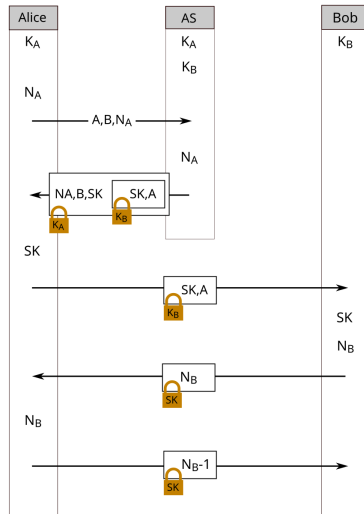 Alice AS Bob
KA KA KB
KB
NA
A,B,NA
NA
NA,B,SK SK,A
KB
KA
SK
SK,A
KB
SK
NB
NB
SK
NB
NB-1
SK